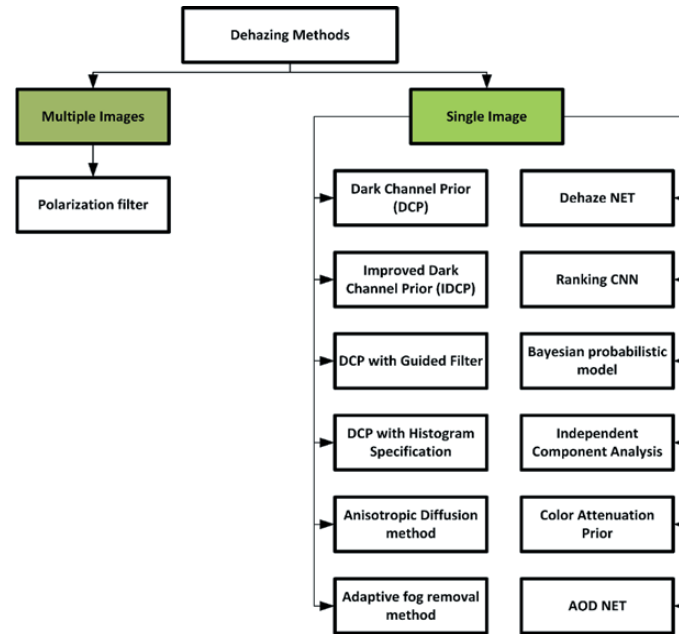 Dehazing Methods
Multiple Images
Single Image
Polarization filter
Dark Channel Prior
(DCP)
Dehaze NET
Improved Dark
Channel Prior (IDCP)
Ranking CNN
DCP with Guided Filter
Bayesian probabilistic
model
DCP with Histogram
Specification
Independent
Component Analysis
Anisotropic Diffusion
method
Color Attenuation
Prior
Adaptive fog removal
method
AOD NET